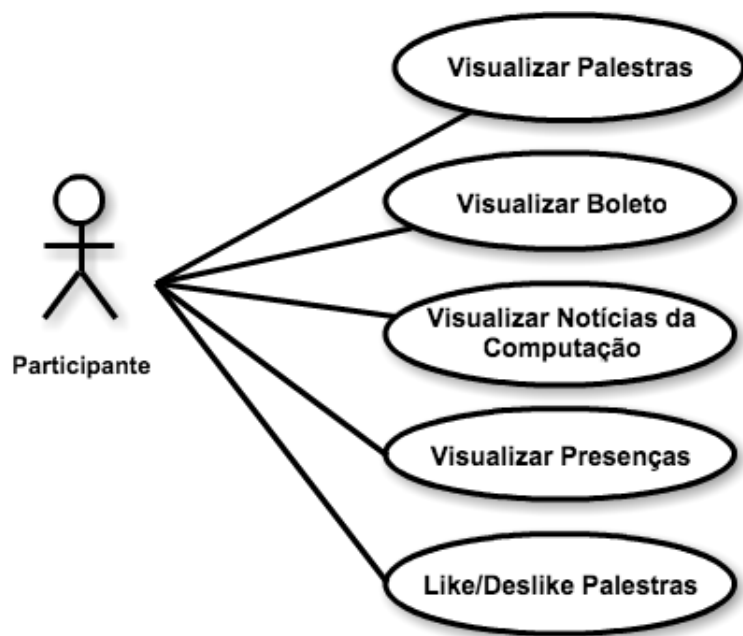 Visualizar Palestras
Visualizar Boleto
Visualizar Notícias da
Computação
Participante
Visualizar Presenças
Like/Deslike Palestras